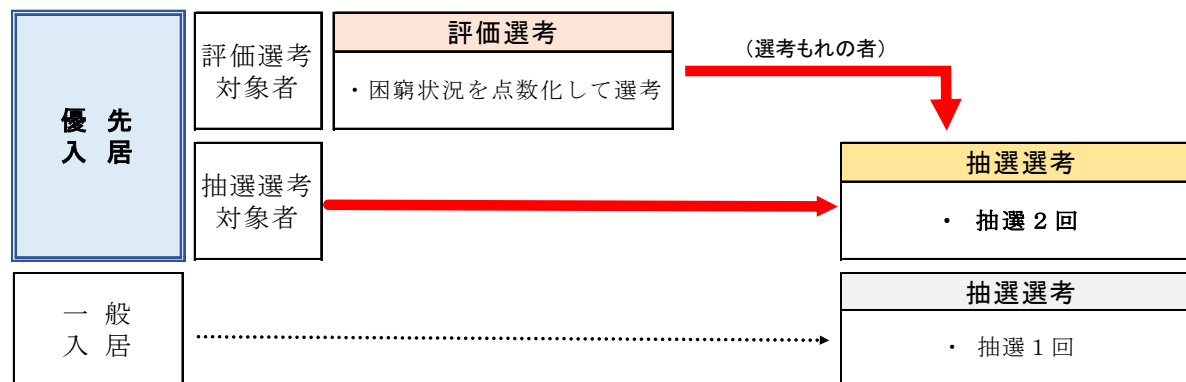 優先
入居
評価選考
対象者
評価選考
・困窮状況を点数化して選考
（選考もれの者）
抽選選考
対象者
抽選選考
・ 抽選２回
一般
入居
抽選選考
・ 抽選１回